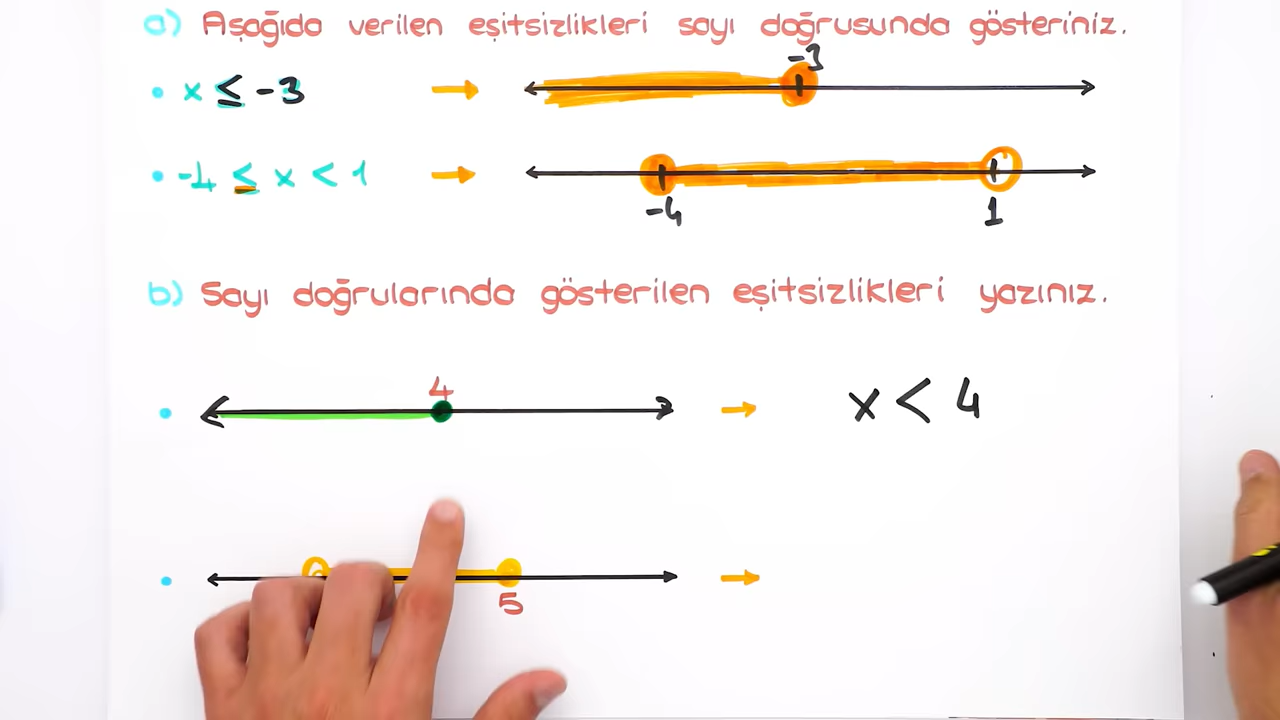 a) Aşağıda verilen eşitsizlikleri sayı doğrusunda gösteriniz.
• x ≤ -3 → -3
• -4 ≤ x < 1 → -4 1
b) Sayı doğrularında gösterilen eşitsizlikleri yazınız.
• 4 → x < 4
• 5 →